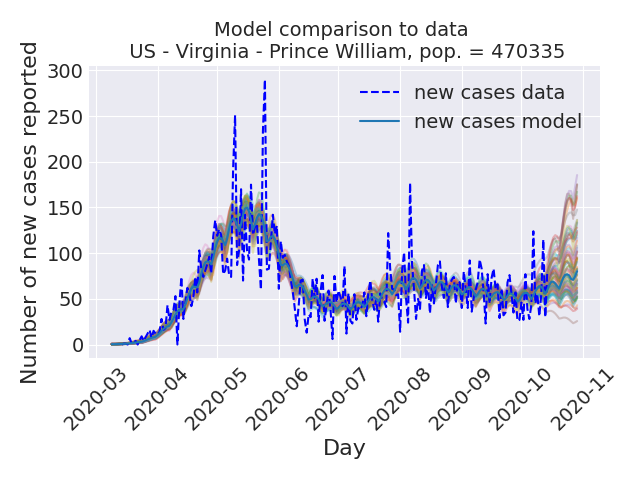 Model comparison to data
US - Virginia - Prince William, pop. = 470335
Number of new cases reported
300
250
200
150
100
50
0
new cases data
new cases model
2020-03
2020-04
2020-05
2020-06
2020-07
2020-08
2020-09
2020-10
2020-11
Day